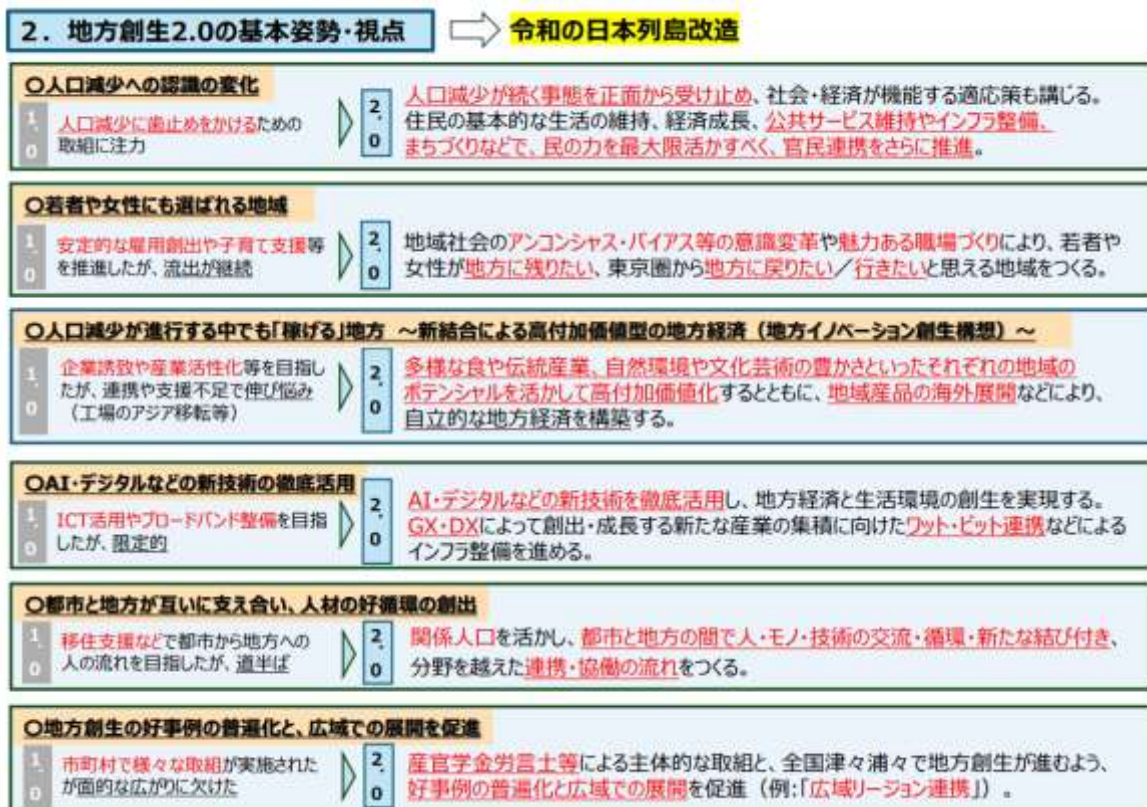 2．地方創生2.0の基本姿勢・視点
令和の日本列島改造
〇人口減少への認識の変化
1.0
人口減少に歯止めをかけるための
取組に注力
2.0
人口減少が続く事態を正面から受け止め、社会・経済が機能する適応策も講じる。
住民の基本的な生活の維持、経済成長、公共サービス維持やインフラ整備、
まちづくりなどで、民の力を最大限活かすべく、官民連携をさらに推進。
〇若者や女性にも選ばれる地域
1.0
安定的な雇用創出や子育て支援等
を推進したが、流出が継続
2.0
地域社会のアンコンシャス・バイアス等の意識変革や魅力ある職場づくりにより、若者や
女性が地方に残りたい、東京圏から地方に戻りたい／行きたいと思える地域をつくる。
〇人口減少が進行する中でも「稼げる」地方 ～新結合による高付加価値型の地方経済（地方イノベーション創生構想）～
1.0
企業誘致や産業活性化等を目指し
たが、連携や支援不足で伸び悩み
（工場のアジア移転等）
2.0
多様な食や伝統産業、自然環境や文化芸術の豊かさといったそれぞれの地域の
ポテンシャルを活かして高付加価値化するとともに、地域産品の海外展開などにより、
自立的な地方経済を構築する。
〇AI・デジタルなどの新技術の徹底活用
1.0
ICT活用やブロードバンド整備を目指
したが、限定的
2.0
AI・デジタルなどの新技術を徹底活用し、地方経済と生活環境の創生を実現する。
GX・DXによって創出・成長する新たな産業の集積に向けたワット・ビット連携などによる
インフラ整備を進める。
〇都市と地方が互いに支え合い、人材の好循環の創出
1.0
移住支援などで都市から地方への
人の流れを目指したが、道半ば
2.0
関係人口を活かし、都市と地方の間で人・モノ・技術の交流・循環・新たな結び付き、
分野を越えた連携・協働の流れをつくる。
〇地方創生の好事例の普遍化と、広域での展開を促進
1.0
市町村で様々な取組が実施された
が面的な広がりに欠けた
2.0
産官学金労言士等による主体的な取組と、全国津々浦々で地方創生が進むよう、
好事例の普遍化と広域での展開を促進（例：「広域リージョン連携」）。